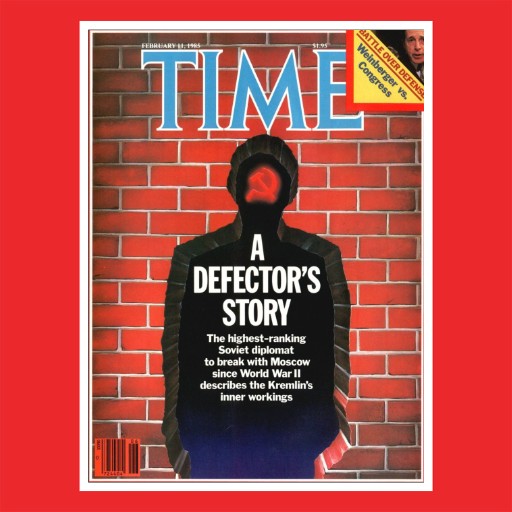 FEBRUARY 11, 1985
$1.95
TIME
BATTLE OVER DEFENSE
Weinberger vs.
Congress
A
DEFECTOR'S
STORY
The highest-ranking
Soviet diplomat
to break with Moscow
since World War II
describes the Kremlin's
inner workings